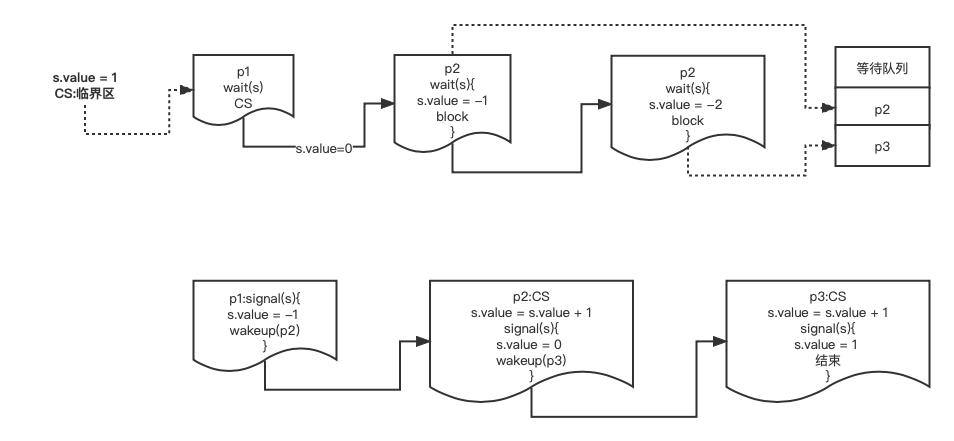 s.value = 1
CS:临界区
p1
wait(s)
CS
s.value=0
p2
wait(s){
s.value = -1
block
}
p2
wait(s){
s.value = -2
block
}
等待队列
p2
p3
p1:signal(s){
s.value = -1
wakeup(p2)
}
p2:CS
s.value = s.value + 1
signal(s){
s.value = 0
wakeup(p3)
}
p3:CS
s.value = s.value + 1
signal(s){
s.value = 1
结束
}